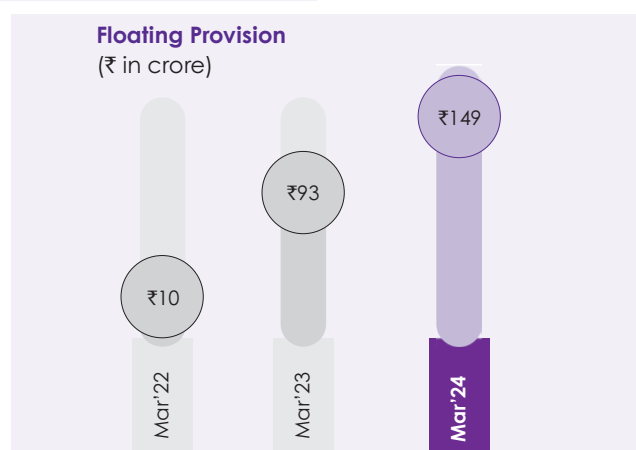 Floating Provision
(₹ in crore)
₹149
₹93
₹10
Mar'22
Mar'23
Mar'24